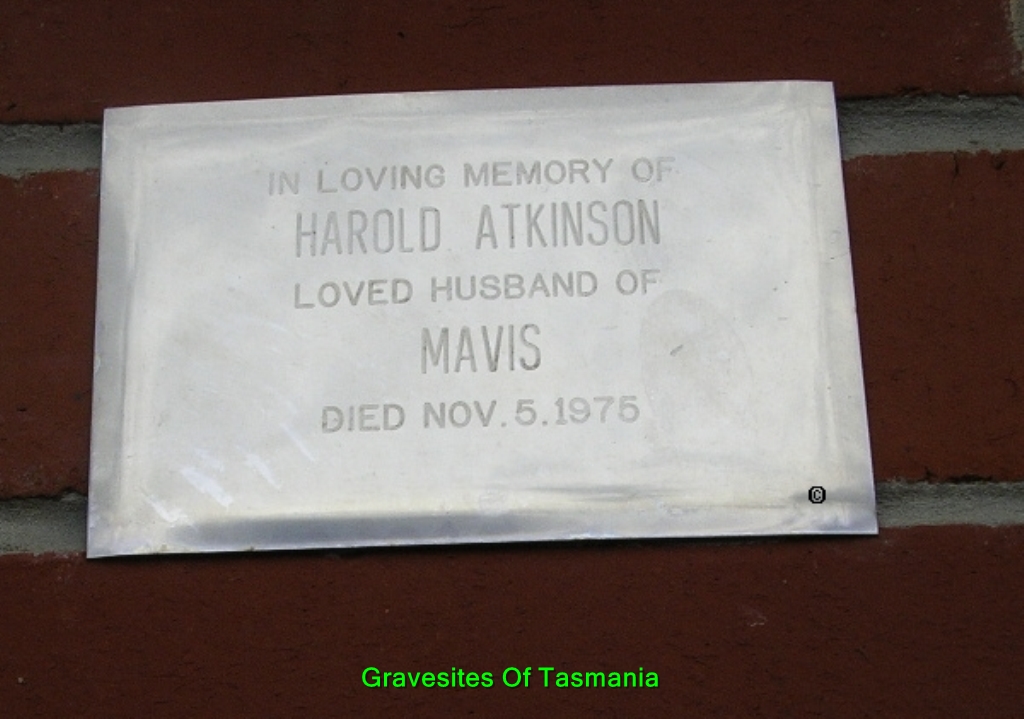 IN LOVING MEMORY OF
HAROLD ATKINSON
LOVED HUSBAND OF
MAVIS
DIED NOV. 5. 1975
©
Gravesites Of Tasmania